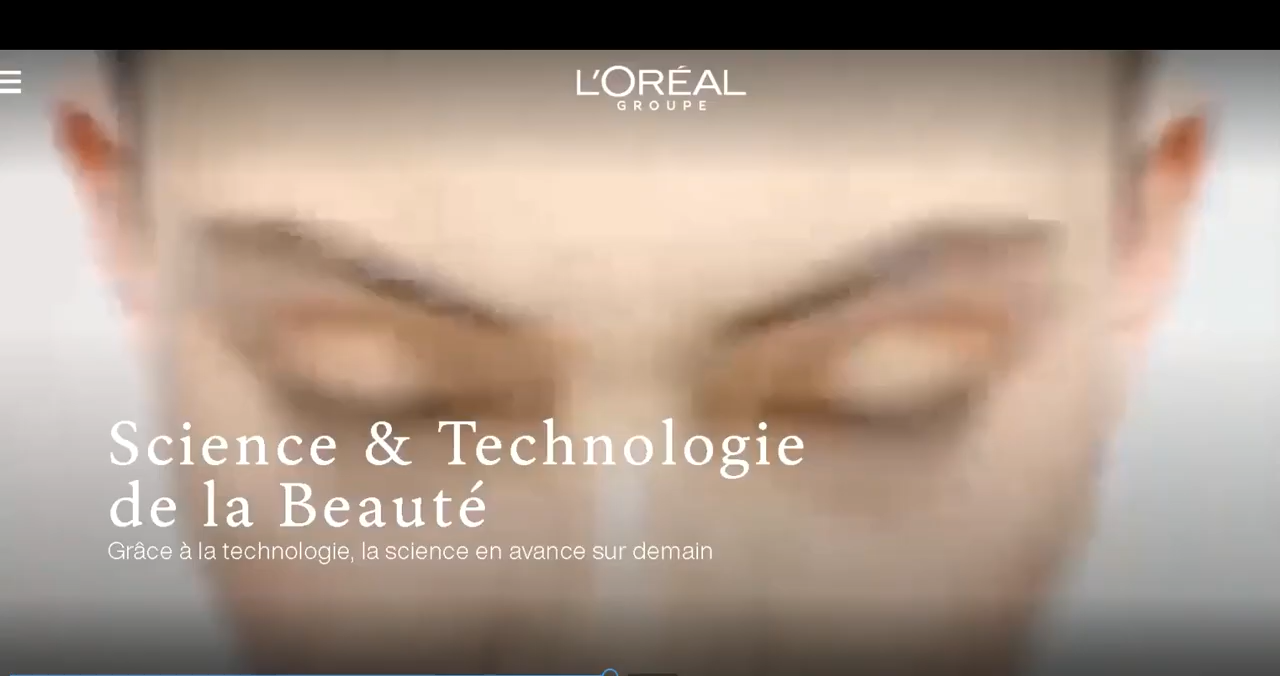 L'ORÉAL
GROUPE
Science & Technologie
de la Beauté
Grâce à la technologie, la science en avance sur demain